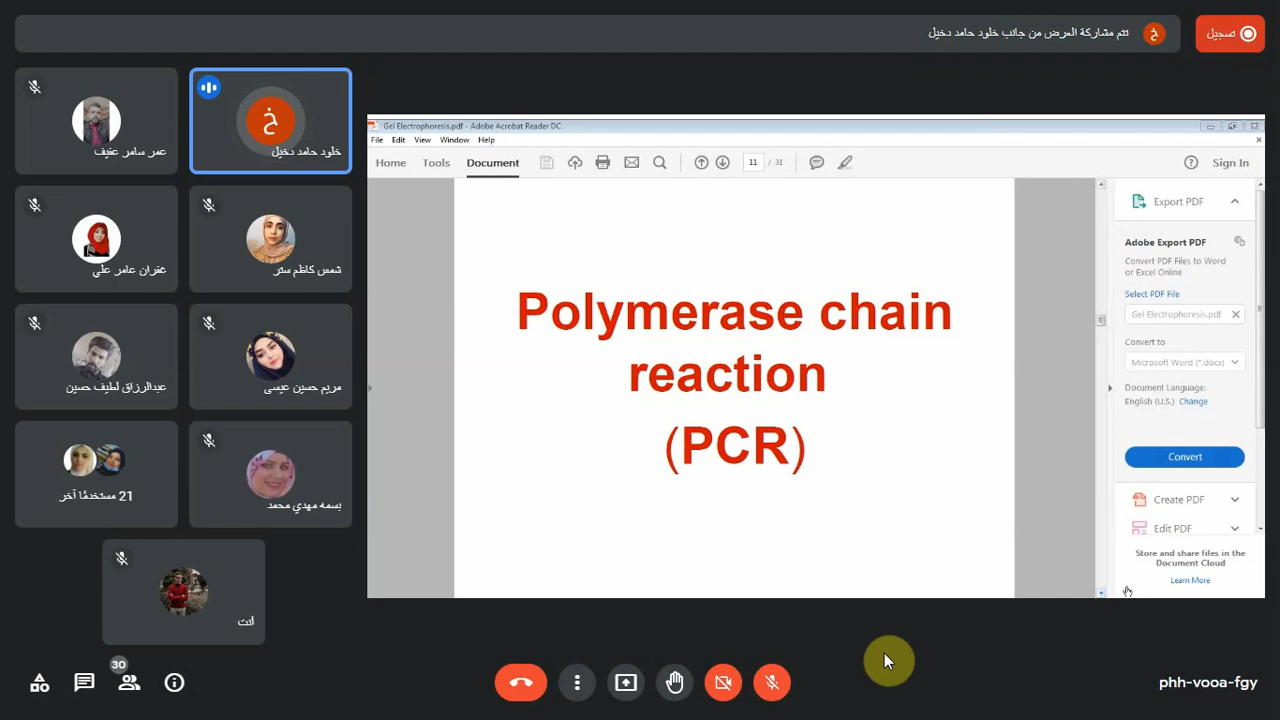 تتم مشاركة العرض من جانب خلود حامد دخيل
تسجيل
خ
خلود حامد دخيل
عمر سامر عنيف
شمس كاظم ستر
غفران عامر علي
مريم حسين عيسى
عبدالرزاق لطيف حسين
بسمه مهدي محمد
21 مستخدمًا آخر
أنت
Gel Electrophoresis.pdf - Adobe Acrobat Reader DC
File Edit View Window Help
Home Tools Document 11 / 31 Sign In
Polymerase chain
reaction
(PCR)
Export PDF
Adobe Export PDF
Convert PDF Files to Word
or Excel Online
Select PDF File
Gel Electrophoresis.pdf
Convert to
Microsoft Word (*.docx)
Document Language:
English (U.S.) Change
Convert
Create PDF
Edit PDF
Store and share files in the
Document Cloud
Learn More
30
phh-vooa-fgy